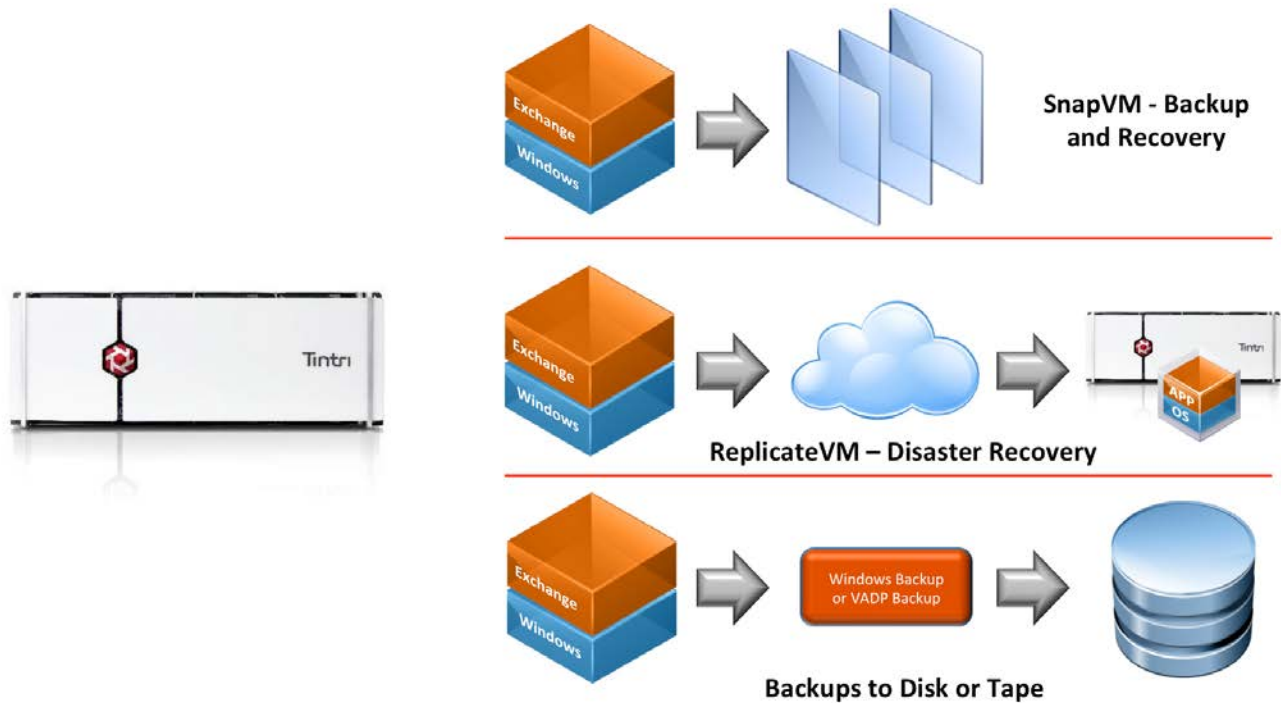 Tintri
Exchange
Windows
SnapVM - Backup
and Recovery
Exchange
Windows
Tintri
APP
OS
ReplicateVM – Disaster Recovery
Exchange
Windows
Windows Backup
or VADP Backup
Backups to Disk or Tape